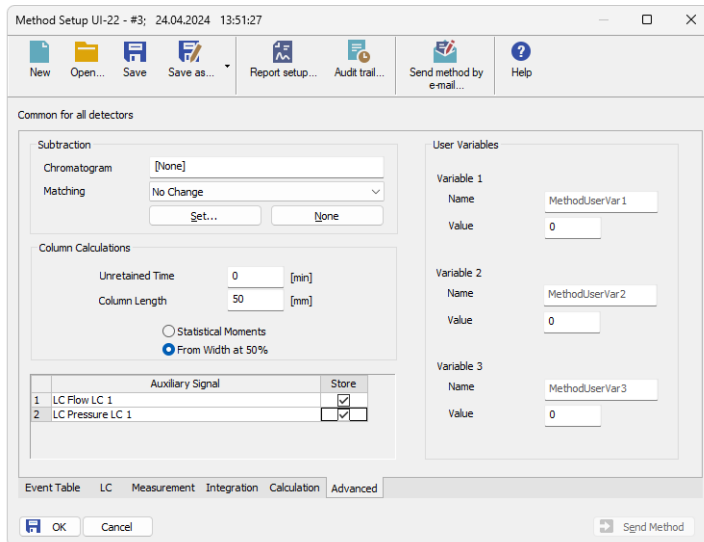 Method Setup UI-22 - #3;   24.04.2024   13:51:27
New Open... Save Save as... Report setup... Audit trail... Send method by e-mail... Help
Common for all detectors
Subtraction
Chromatogram [None]
Matching No Change
Set... None
Column Calculations
Unretained Time 0 [min]
Column Length 50 [mm]
Statistical Moments
From Width at 50%
Auxiliary Signal Store
1 LC Flow LC 1
2 LC Pressure LC 1
User Variables
Variable 1
Name MethodUserVar1
Value 0
Variable 2
Name MethodUserVar2
Value 0
Variable 3
Name MethodUserVar3
Value 0
Event Table LC Measurement Integration Calculation Advanced
OK Cancel Send Method